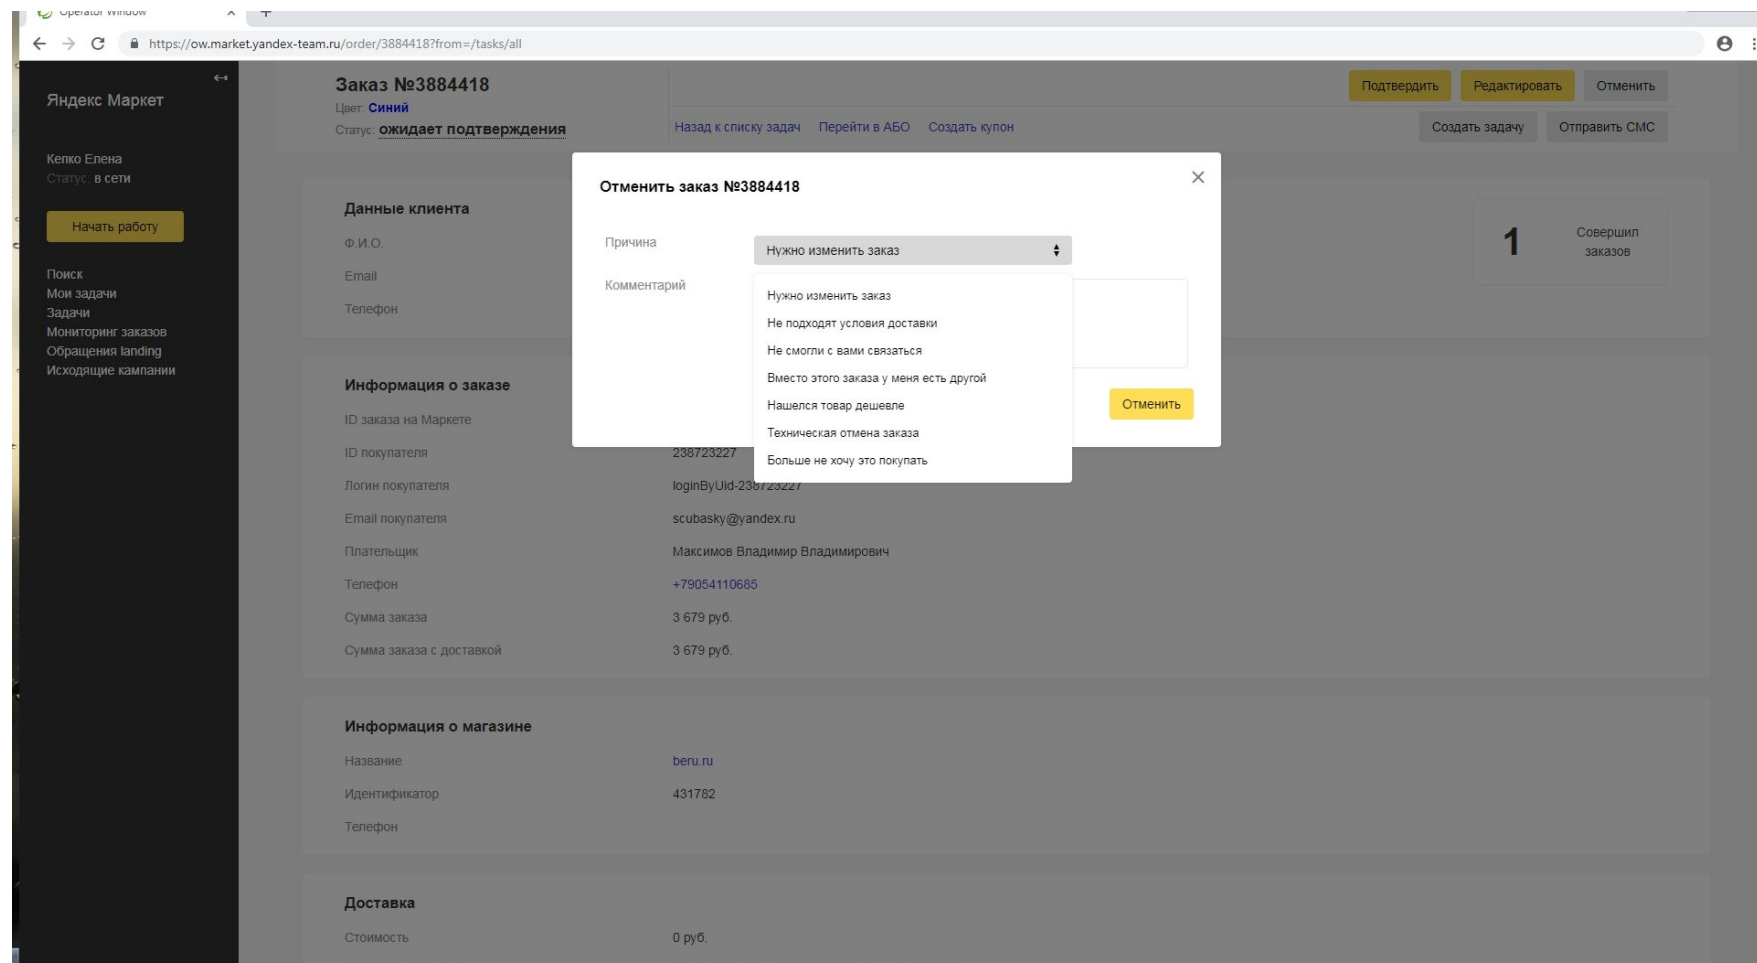 Operator Window
https://ow.market.yandex-team.ru/order/3884418?from=/tasks/all
Яндекс Маркет
Кепко Елена
Статус: в сети
Начать работу
Поиск
Мои задачи
Задачи
Мониторинг заказов
Обращения landing
Исходящие кампании
Заказ №3884418
Цвет: Синий
Статус: ожидает подтверждения
Назад к списку задач Перейти в АБО Создать купон
Подтвердить Редактировать Отменить
Создать задачу Отправить СМС
Данные клиента
Ф.И.О.
Email
Телефон
1 Совершил
заказов
Отменить заказ №3884418
Причина Нужно изменить заказ
Комментарий
Нужно изменить заказ
Не подходят условия доставки
Не смогли с вами связаться
Вместо этого заказа у меня есть другой
Нашелся товар дешевле
Техническая отмена заказа
Больше не хочу это покупать
Отменить
Информация о заказе
ID заказа на Маркете
ID покупателя 238723227
Логин покупателя loginByUid-238723227
Email покупателя scubasky@yandex.ru
Плательщик Максимов Владимир Владимирович
Телефон +79054110685
Сумма заказа 3 679 руб.
Сумма заказа с доставкой 3 679 руб.
Информация о магазине
Название beru.ru
Идентификатор 431782
Телефон
Доставка
Стоимость 0 руб.